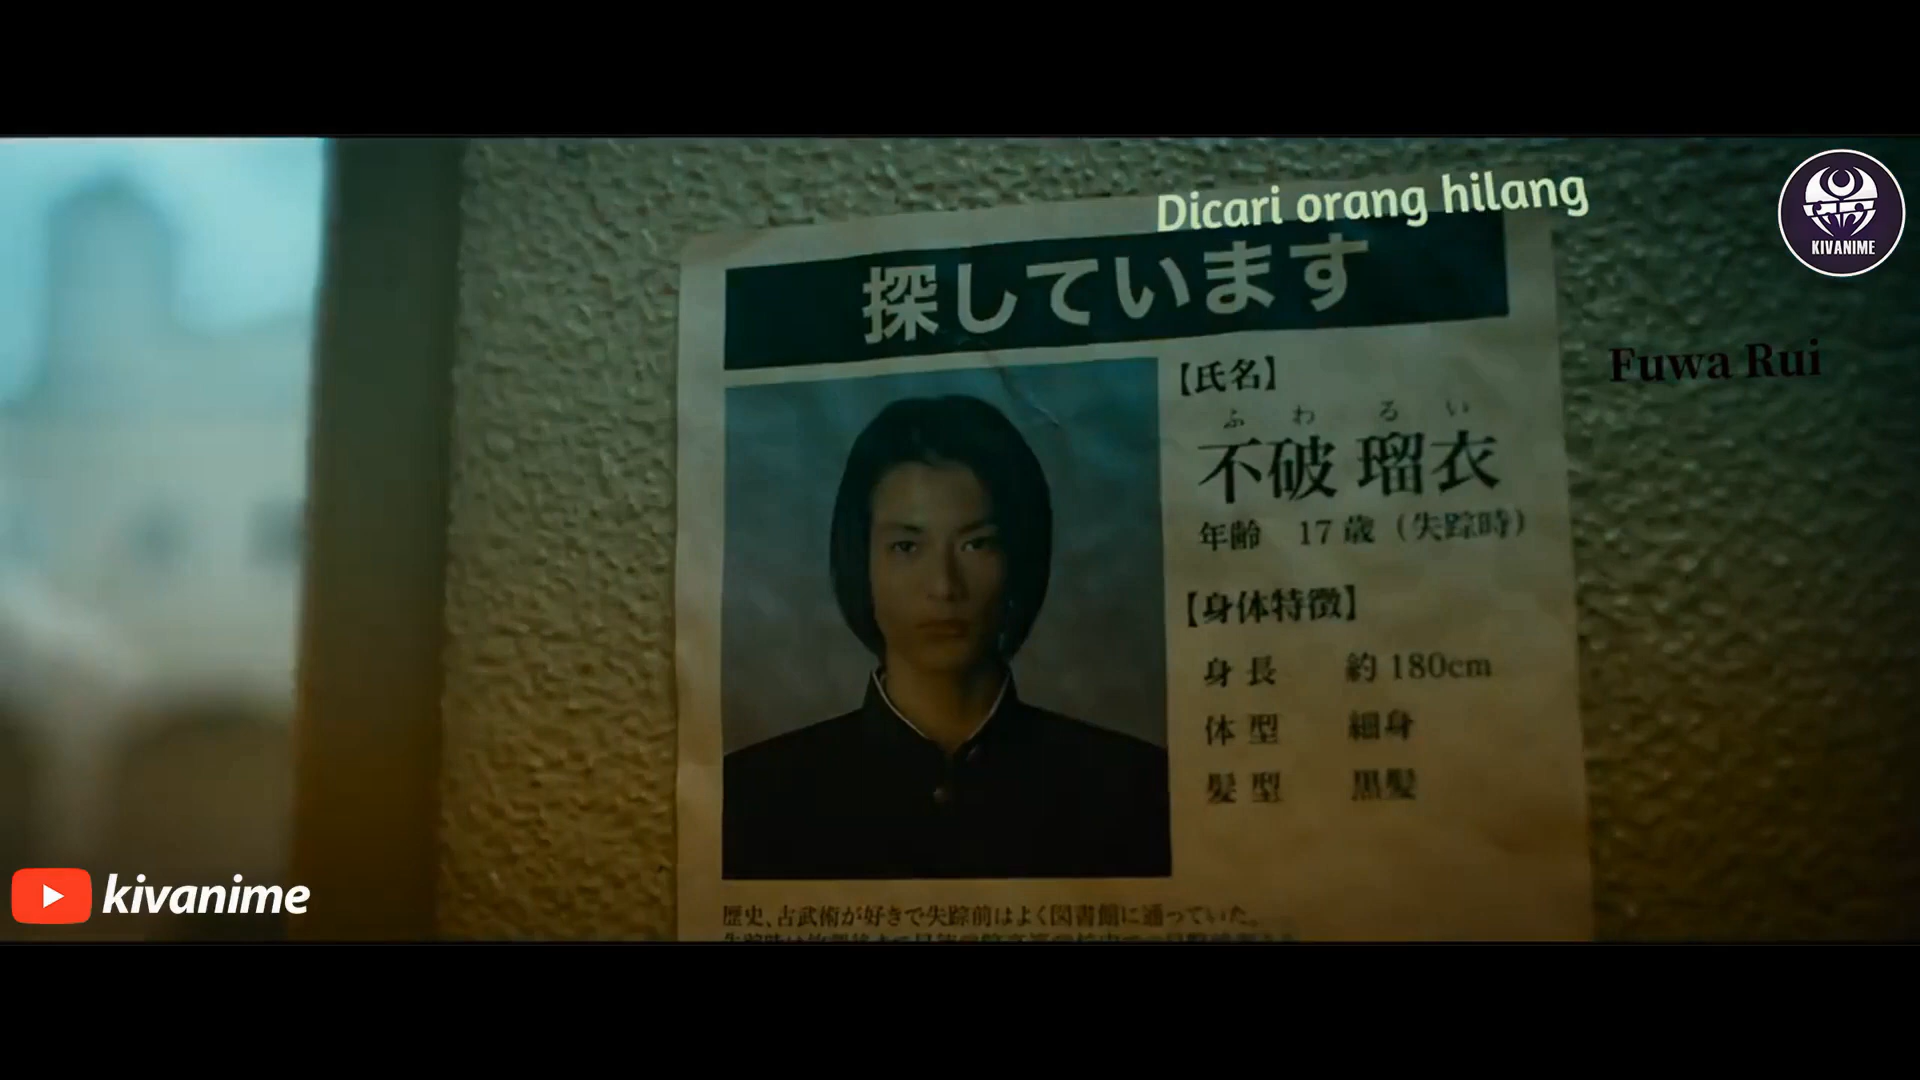 Dicari orang hilang
KIVANIME
探しています
Fuwa Rui
【氏名】
ふわ るい
不破 瑠衣
年齢 17歳（失踪時）
【身体特徴】
身長 約180cm
体型 細身
髪型 黒髪
kivanime
歴史、古武術が好きで失踪前はよく図書館に通っていた。